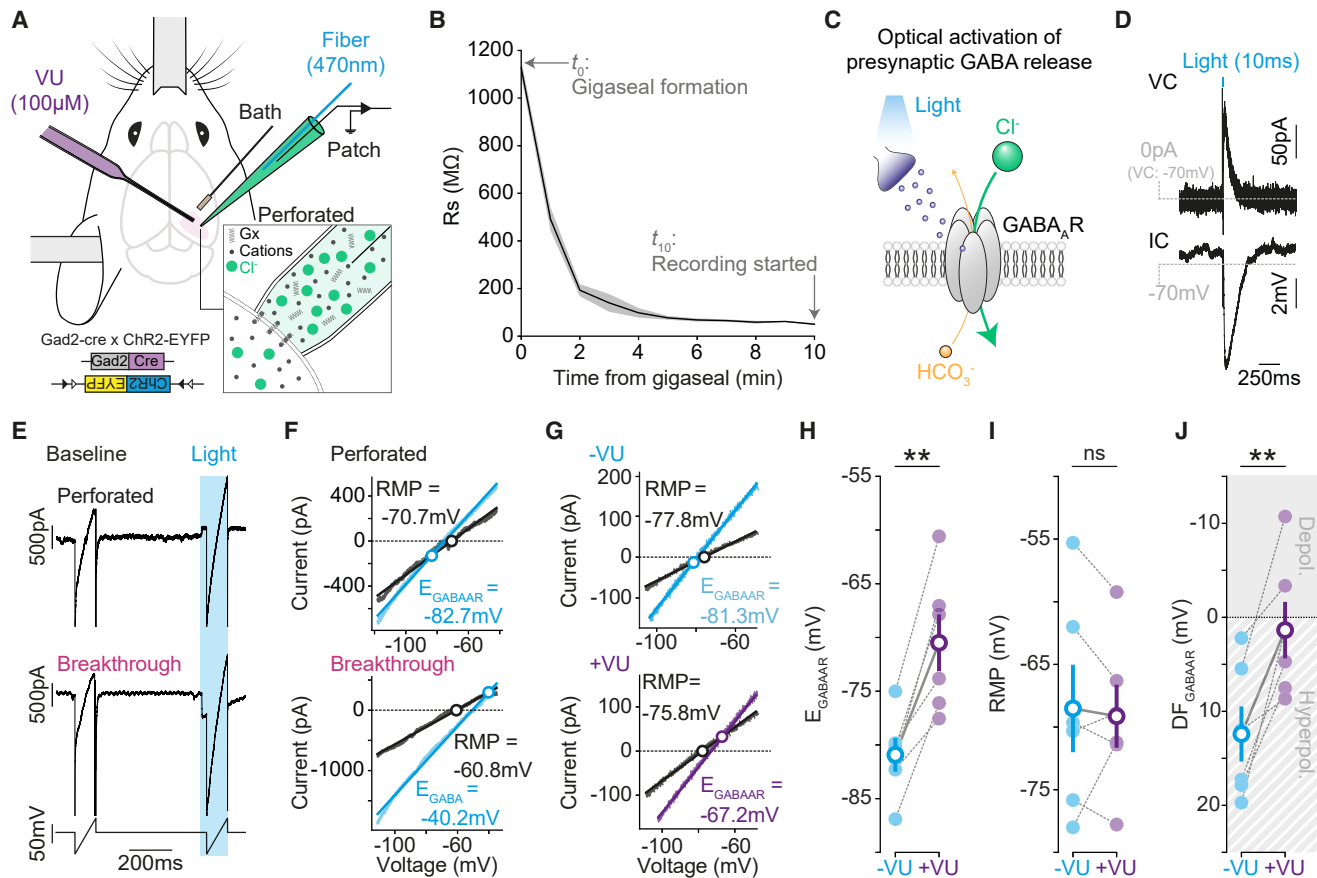 A
VU
(100µM)
Fiber
(470nm)
Bath
Patch
Perforated
Gx
Cations
Cl-
Gad2-cre x ChR2-EYFP
Gad2 Cre
EYFP ChR2
B
1200
1000
800
600
400
200
0
Rs (MΩ)
t0:
Gigaseal formation
t10:
Recording started
0 2 4 6 8 10
Time from gigaseal (min)
C
Optical activation of
presynaptic GABA release
Light
Cl-
GABAAR
HCO3-
D
Light (10ms)
VC
0pA
(VC: -70mV)
50pA
IC
-70mV
2mV
250ms
E
Baseline Light
Perforated
500pA
Breakthrough
500pA
50mV
200ms
F
Perforated
400
0
-400
Current (pA)
RMP =
-70.7mV
EGABAAR =
-82.7mV
-100 -60
Breakthrough
0
-1000
Current (pA)
RMP =
-60.8mV
EGABA =
-40.2mV
-100 -60
Voltage (mV)
G
-VU
200
100
0
-100
Current (pA)
RMP =
-77.8mV
EGABAAR =
-81.3mV
-100 -60
+VU
100
0
-100
Current (pA)
RMP=
-75.8mV
EGABAAR =
-67.2mV
-100 -60
Voltage (mV)
H
**
-55
-65
-75
-85
EGABAAR (mV)
-VU +VU
I
ns
-55
-65
-75
RMP (mV)
-VU +VU
J
**
-10
0
10
20
DFGABAAR (mV)
Depol.
Hyperpol.
-VU +VU